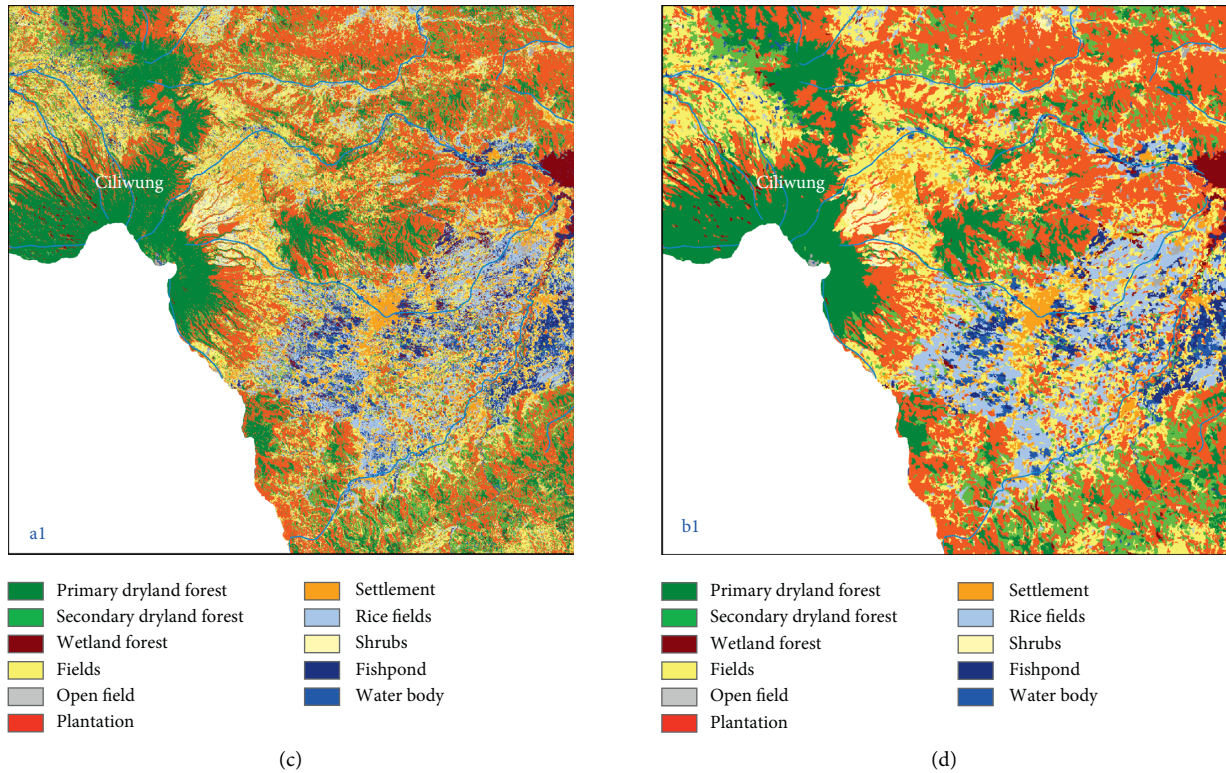 Ciliwung
a1
Primary dryland forest
Secondary dryland forest
Wetland forest
Fields
Open field
Plantation
Settlement
Rice fields
Shrubs
Fishpond
Water body
(c)
Ciliwung
b1
Primary dryland forest
Secondary dryland forest
Wetland forest
Fields
Open field
Plantation
Settlement
Rice fields
Shrubs
Fishpond
Water body
(d)